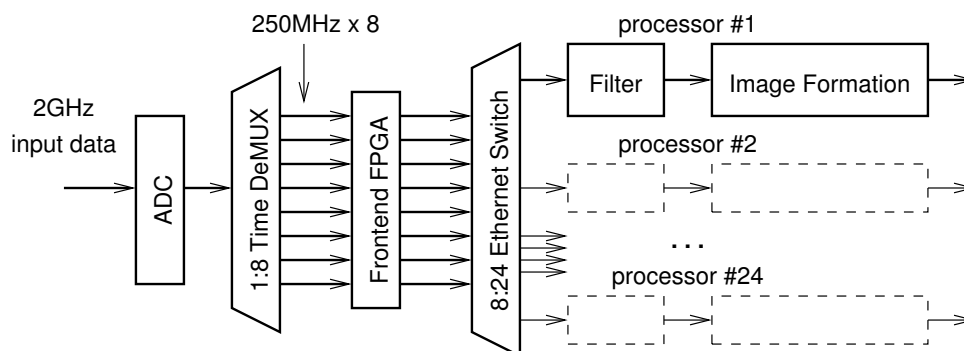 250MHz x 8
processor #1
2GHz
input data
ADC
1:8 Time DeMUX
Frontend FPGA
8:24 Ethernet Switch
Filter
Image Formation
processor #2
...
processor #24